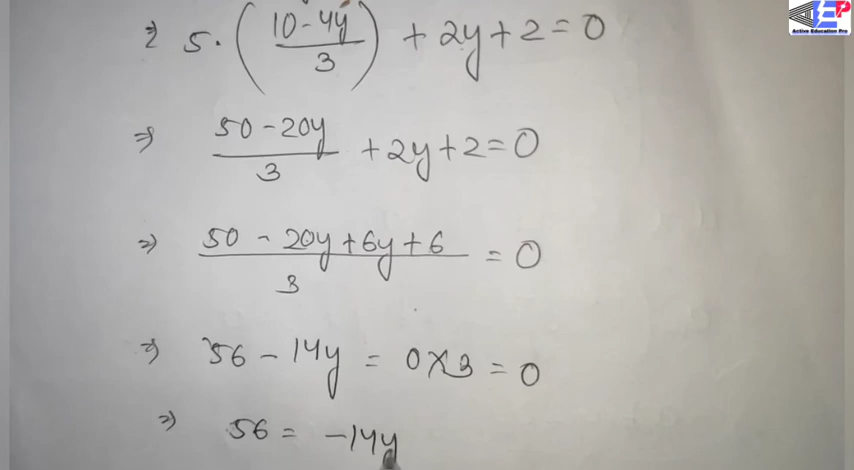 AEP
Active Education Pro
⇒ 5·((10-4y)/3) + 2y + 2 = 0
⇒ (50-20y)/3 + 2y + 2 = 0
⇒ (50 - 20y + 6y + 6)/3 = 0
⇒ 56 - 14y = 0×3 = 0
⇒ 56 = -14y